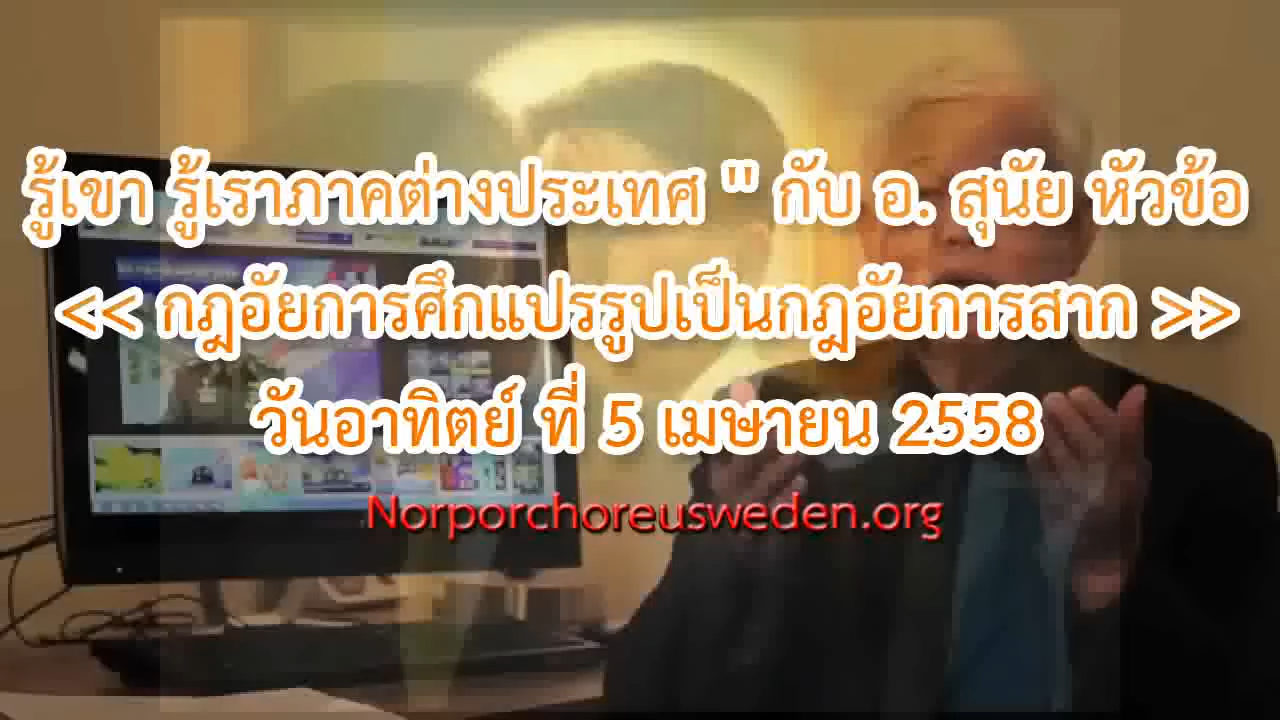 รู้เขา รู้เราภาคต่างประเทศ " กับ อ. สุนัย หัวข้อ
<< กฎอัยการศึกแปรรูปเป็นกฎอัยการสาก >>
วันอาทิตย์ ที่ 5 เมษายน 2558
Norporchoreusweden.org